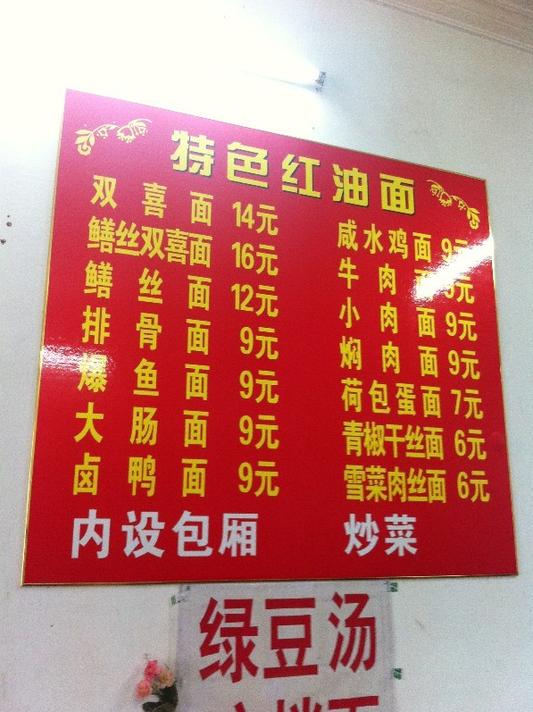 特色红油面
双喜面 14元
鳝丝双喜面 16元
鳝丝面 12元
排骨面 9元
爆鱼面 9元
大肠面 9元
卤鸭面 9元
咸水鸡面 9元
牛肉面 9元
小肉面 9元
焖肉面 9元
荷包蛋面 7元
青椒干丝面 6元
雪菜肉丝面 6元
内设包厢 炒菜
绿豆汤